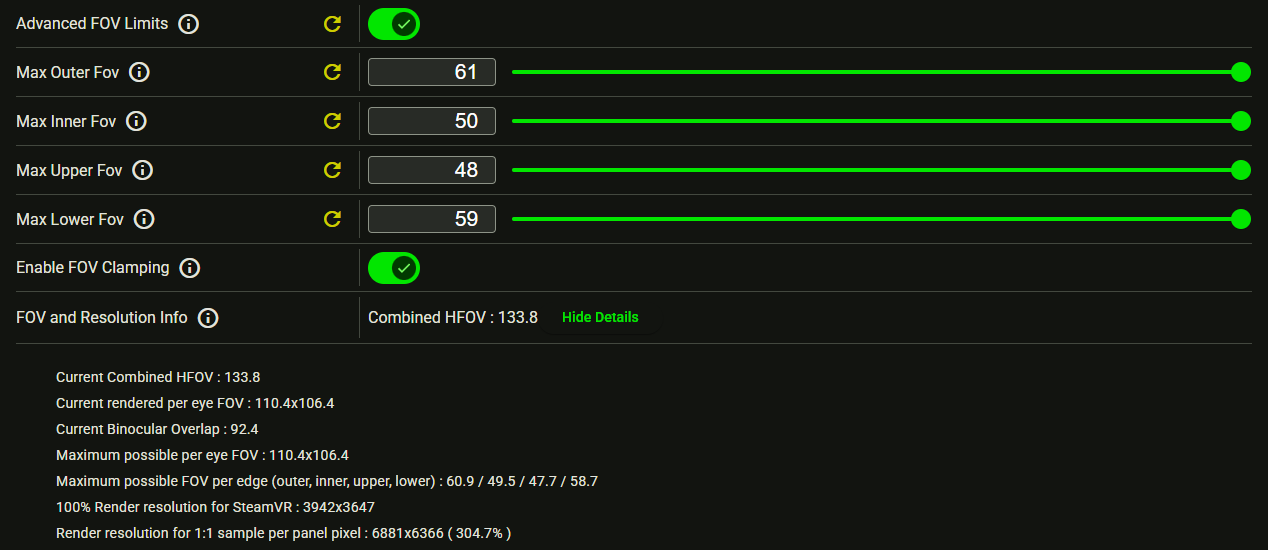 Advanced FOV Limits
Max Outer Fov 61
Max Inner Fov 50
Max Upper Fov 48
Max Lower Fov 59
Enable FOV Clamping
FOV and Resolution Info Combined HFOV : 133.8 Hide Details
Current Combined HFOV : 133.8
Current rendered per eye FOV : 110.4x106.4
Current Binocular Overlap : 92.4
Maximum possible per eye FOV : 110.4x106.4
Maximum possible FOV per edge (outer, inner, upper, lower) : 60.9 / 49.5 / 47.7 / 58.7
100% Render resolution for SteamVR : 3942x3647
Render resolution for 1:1 sample per panel pixel : 6881x6366 ( 304.7% )